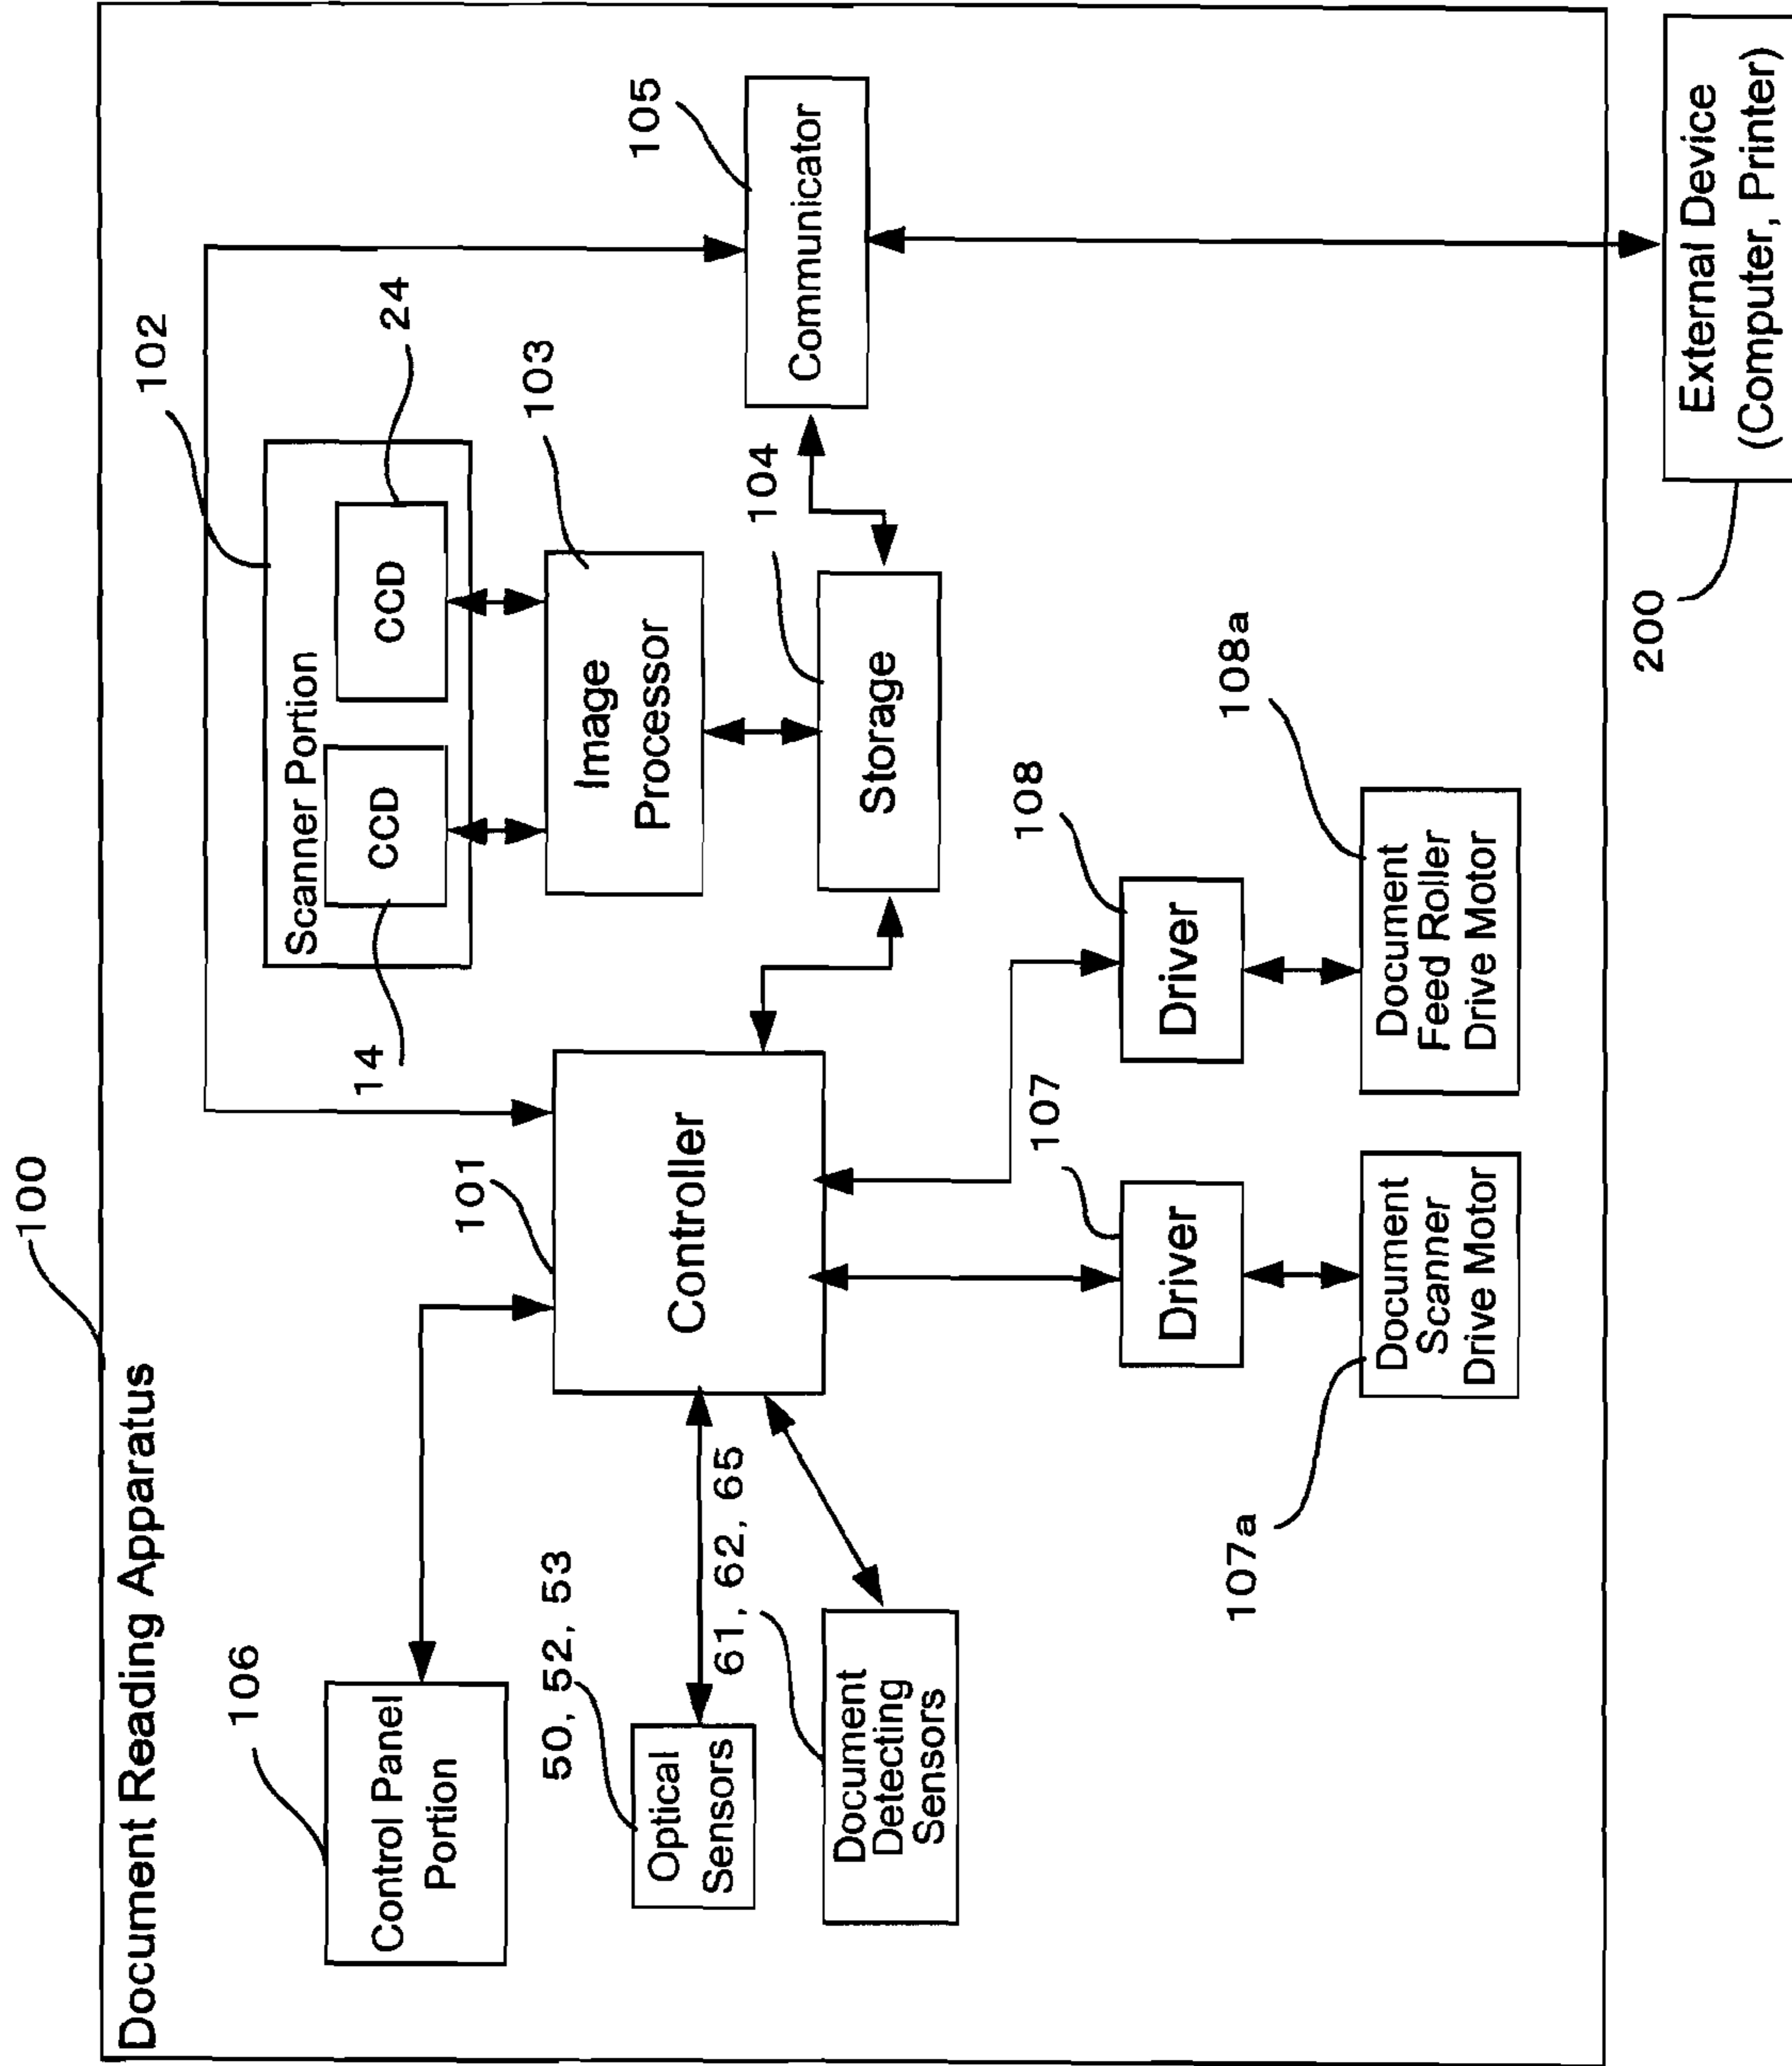 100
Document Reading Apparatus
102
Scanner Portion
CCD
CCD
14
24
106
Control Panel
Portion
101
Controller
103
Image
Processor
105
Communicator
50, 52, 53
Optical
Sensors
61, 62, 65
Document
Detecting
Sensors
104
Storage
107
Driver
108
Driver
107a
Document
Scanner
Drive Motor
108a
Document
Feed Roller
Drive Motor
200
External Device
(Computer, Printer)